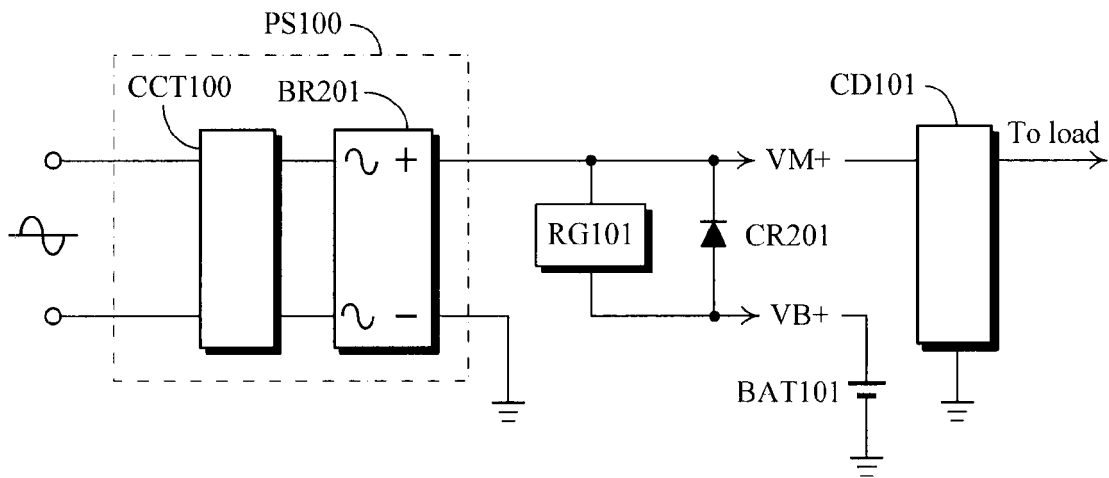 PS100
CCT100
BR201
CD101
To load
+
VM+
RG101
CR201
−
VB+
BAT101